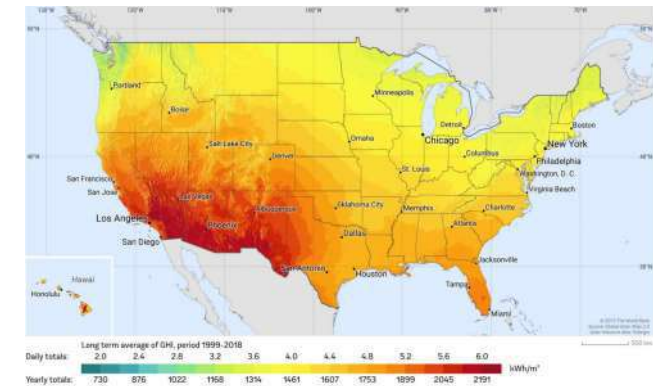 Portland
Boise
Minneapolis
Detroit
Boston
Chicago
New York
Salt Lake City
Omaha
Columbus
Philadelphia
Denver
St. Louis
Washington, D. C.
San Francisco
San Jose
Virginia Beach
Las Vegas
Oklahoma City
Memphis
Charlotte
Los Angeles
Phoenix
Albuquerque
Atlanta
San Diego
Dallas
Jacksonville
San Antonio
Houston
Tampa
Miami
Hawaii
Honolulu
Long term average of GHI, period 1999-2018
Daily totals: 2.0 2.4 2.8 3.2 3.6 4.0 4.4 4.8 5.2 5.6 6.0
kWh/m²
Yearly totals: 730 876 1022 1168 1314 1461 1607 1753 1899 2045 2191